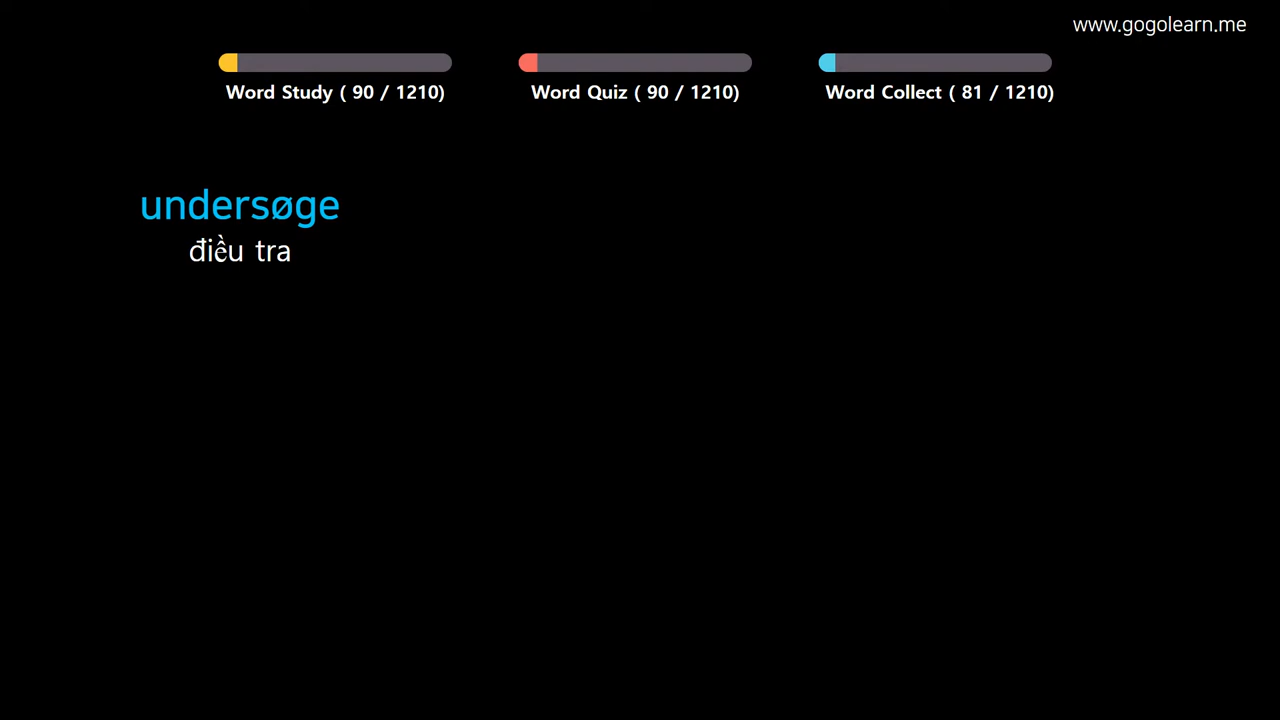 www.gogolearn.me
Word Study ( 90 / 1210)
Word Quiz ( 90 / 1210)
Word Collect ( 81 / 1210)
undersøge
điều tra